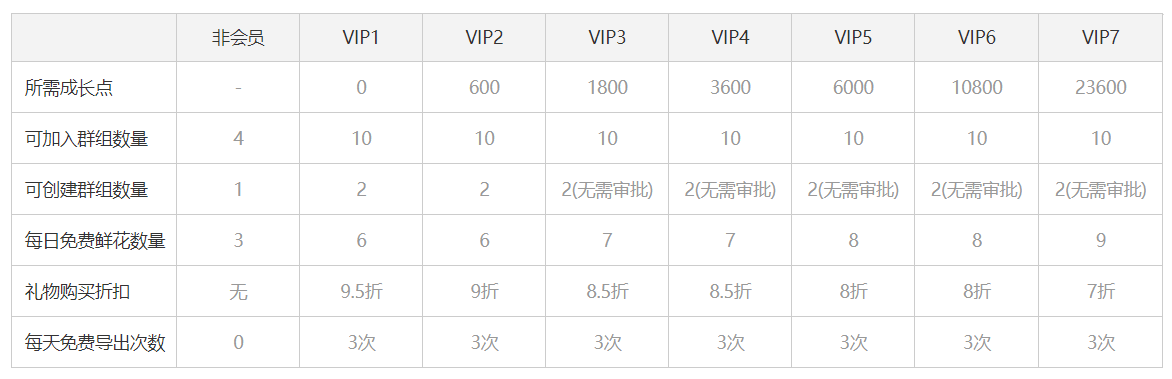 非会员 VIP1 VIP2 VIP3 VIP4 VIP5 VIP6 VIP7
所需成长点 - 0 600 1800 3600 6000 10800 23600
可加入群组数量 4 10 10 10 10 10 10 10
可创建群组数量 1 2 2 2(无需审批) 2(无需审批) 2(无需审批) 2(无需审批) 2(无需审批)
每日免费鲜花数量 3 6 6 7 7 8 8 9
礼物购买折扣 无 9.5折 9折 8.5折 8.5折 8折 8折 7折
每天免费导出次数 0 3次 3次 3次 3次 3次 3次 3次